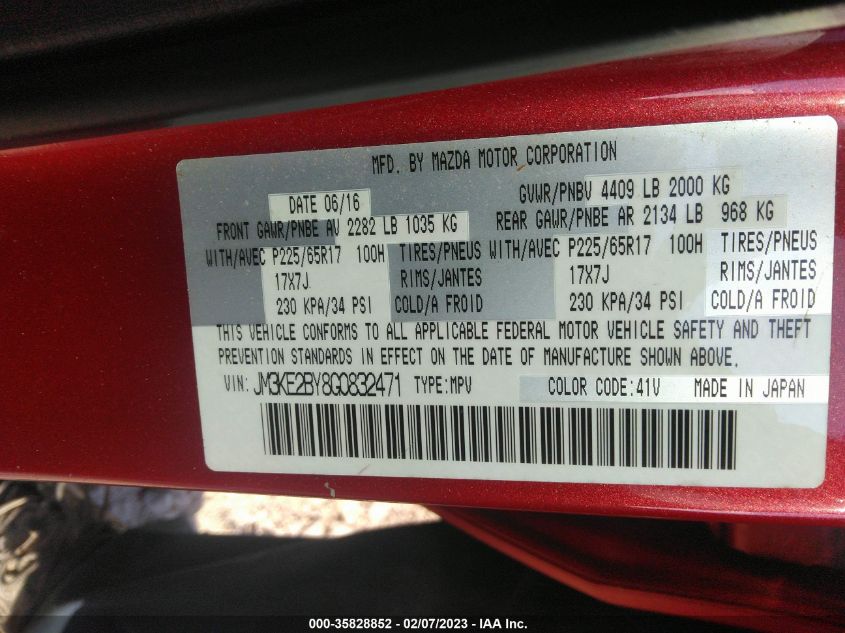 MFD. BY MAZDA MOTOR CORPORATION
DATE 06/16 GVWR/PNBV 4409 LB 2000 KG
FRONT GAWR/PNBE AV 2282 LB 1035 KG REAR GAWR/PNBE AR 2134 LB 968 KG
WITH/AVEC P225/65R17 100H TIRES/PNEUS WITH/AVEC P225/65R17 100H TIRES/PNEUS
17X7J RIMS/JANTES 17X7J RIMS/JANTES
230 KPA/34 PSI COLD/A FROID 230 KPA/34 PSI COLD/A FROID
THIS VEHICLE CONFORMS TO ALL APPLICABLE FEDERAL MOTOR VEHICLE SAFETY AND THEFT
PREVENTION STANDARDS IN EFFECT ON THE DATE OF MANUFACTURE SHOWN ABOVE.
VIN: JM3KE2BY8G0832471 TYPE:MPV COLOR CODE:41V MADE IN JAPAN
000-35828852 - 02/07/2023 - IAA Inc.